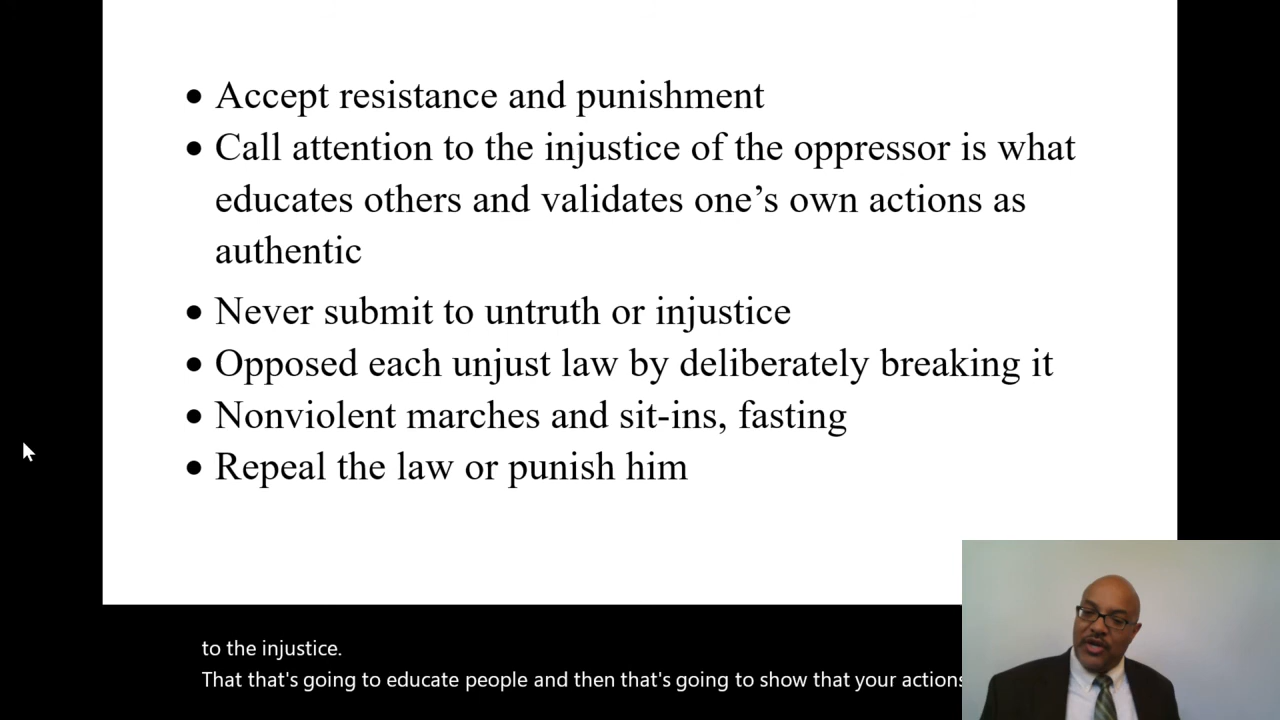 • Accept resistance and punishment
• Call attention to the injustice of the oppressor is what
educates others and validates one’s own actions as
authentic
• Never submit to untruth or injustice
• Opposed each unjust law by deliberately breaking it
• Nonviolent marches and sit-ins, fasting
• Repeal the law or punish him
to the injustice.
That that's going to educate people and then that's going to show that your actions